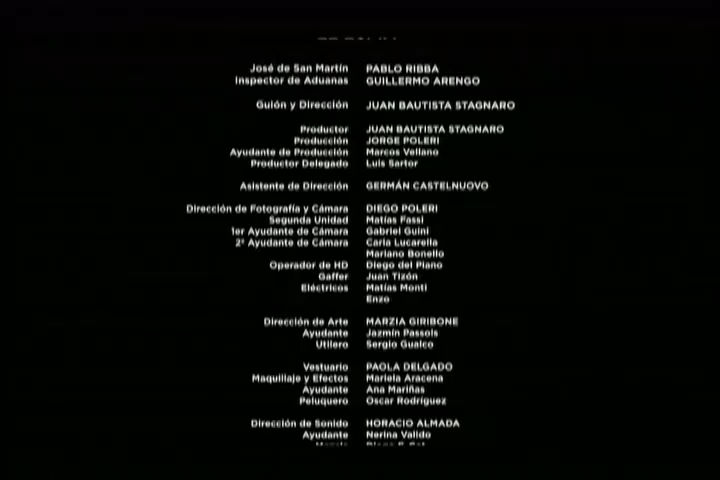 José de San Martín PABLO RIBBA
Inspector de Aduanas GUILLERMO ARENGO
Guión y Dirección JUAN BAUTISTA STAGNARO
Productor JUAN BAUTISTA STAGNARO
Producción JORGE POLERI
Ayudante de Producción Marcos Vellano
Productor Delegado Luis Sartor
Asistente de Dirección GERMÁN CASTELNUOVO
Dirección de Fotografía y Cámara DIEGO POLERI
Segunda Unidad Matías Fassi
1er Ayudante de Cámara Gabriel Guini
2º Ayudante de Cámara Carla Lucarella
Mariano Bonello
Operador de HD Diego del Piano
Gaffer Juan Tizón
Eléctricos Matías Monti
Enzo
Dirección de Arte MARZIA GIRIBONE
Ayudante Jazmín Passols
Utilero Sergio Gualco
Vestuario PAOLA DELGADO
Maquillaje y Efectos Mariela Aracena
Ayudante Ana Mariñas
Peluquero Oscar Rodríguez
Dirección de Sonido HORACIO ALMADA
Ayudante Nerina Valido